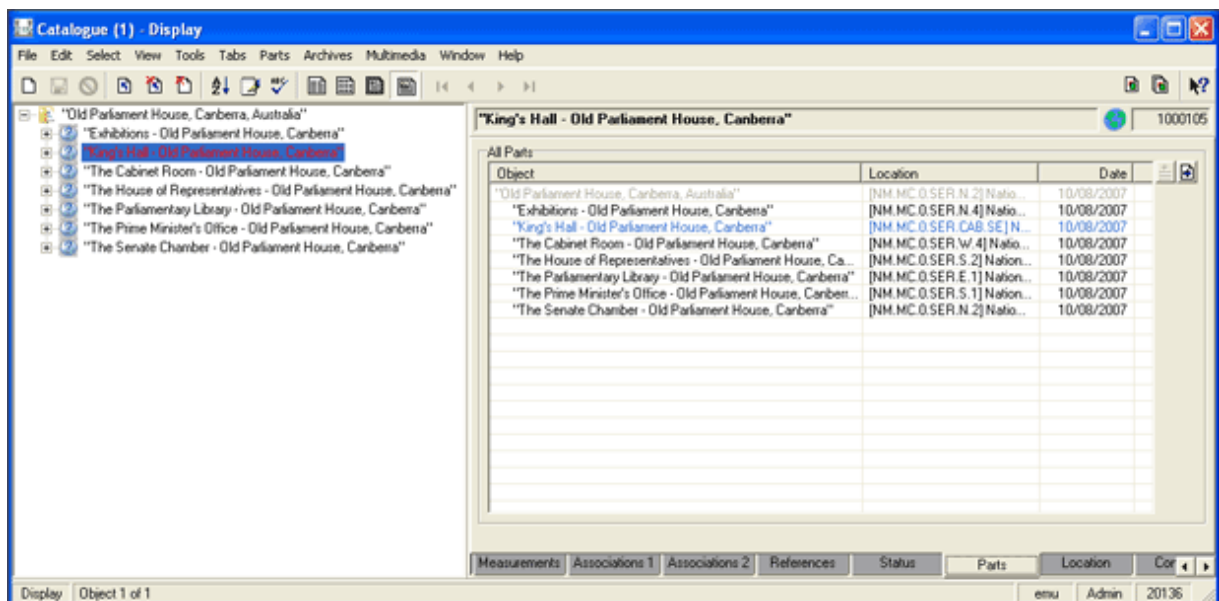 Catalogue (1) - Display
File Edit Select View Tools Tabs Parts Archives Multimedia Window Help
"Old Parliament House, Canberra, Australia"
"Exhibitions - Old Parliament House, Canberra"
"King's Hall - Old Parliament House, Canberra"
"The Cabinet Room - Old Parliament House, Canberra"
"The House of Representatives - Old Parliament House, Canberra"
"The Parliamentary Library - Old Parliament House, Canberra"
"The Prime Minister's Office - Old Parliament House, Canberra"
"The Senate Chamber - Old Parliament House, Canberra"
"King's Hall - Old Parliament House, Canberra" 1000105
All Parts
Object Location Date
"Old Parliament House, Canberra, Australia" [NM.MC.0.SER.N.2] Natio... 10/08/2007
"Exhibitions - Old Parliament House, Canberra" [NM.MC.0.SER.N.4] Natio... 10/08/2007
"King's Hall - Old Parliament House, Canberra" [NM.MC.0.SER.CAB.SE] N... 10/08/2007
"The Cabinet Room - Old Parliament House, Canberra" [NM.MC.0.SER.W.4] Natio... 10/08/2007
"The House of Representatives - Old Parliament House, Ca... [NM.MC.0.SER.S.2] Nation... 10/08/2007
"The Parliamentary Library - Old Parliament House, Canberra" [NM.MC.0.SER.E.1] Nation... 10/08/2007
"The Prime Minister's Office - Old Parliament House, Canberr... [NM.MC.0.SER.S.1] Nation... 10/08/2007
"The Senate Chamber - Old Parliament House, Canberra" [NM.MC.0.SER.N.2] Natio... 10/08/2007
Measurements Associations 1 Associations 2 References Status Parts Location Cor
Display Object 1 of 1 emu Admin 20136